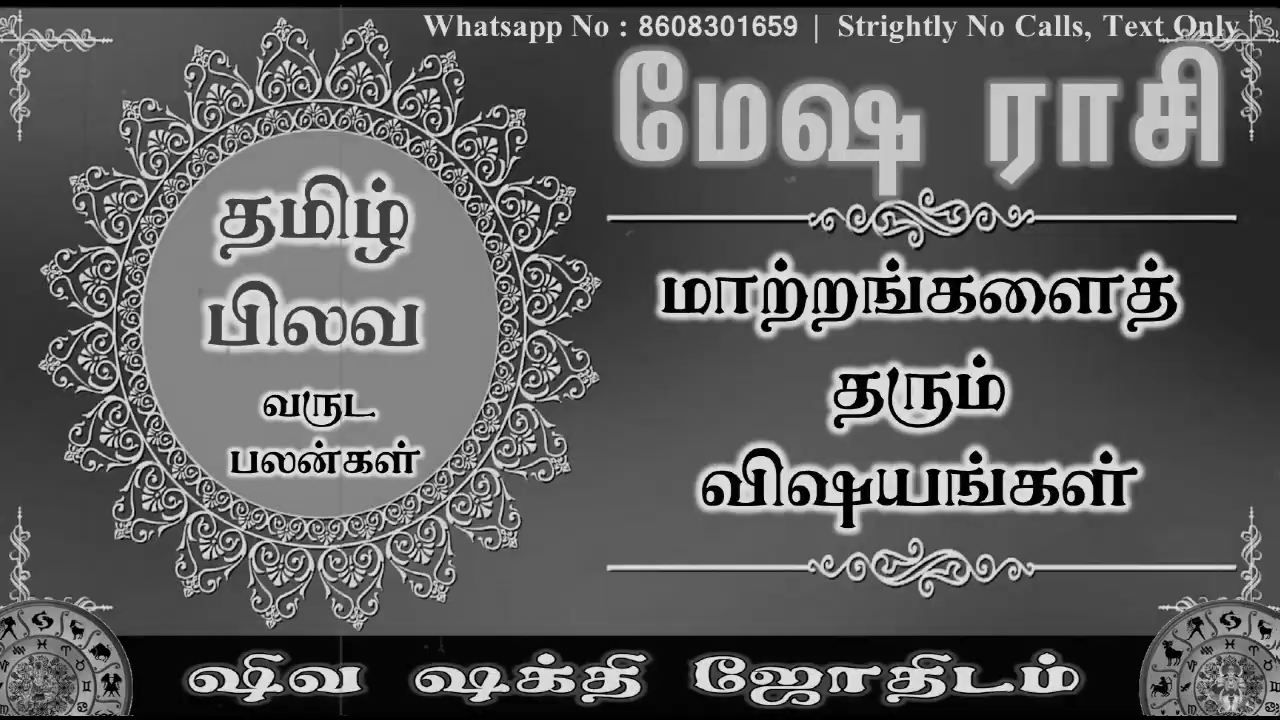 Whatsapp No : 8608301659 | Strightly No Calls, Text Only
மேஷ ராசி
தமிழ்
பிலவ
வருட
பலன்கள்
மாற்றங்களைத்
தரும்
விஷயங்கள்
ஷிவ ஷக்தி ஜோதிடம்